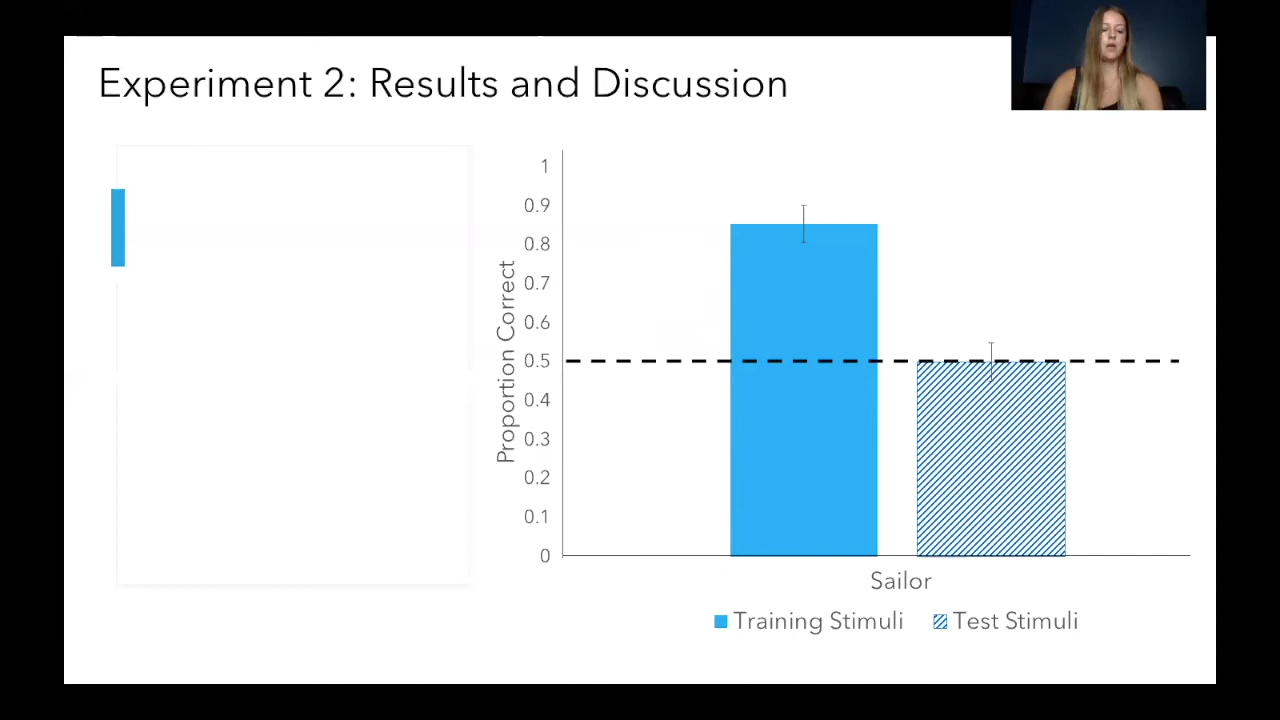 Experiment 2: Results and Discussion
1
0.9
0.8
0.7
0.6
0.5
0.4
0.3
0.2
0.1
0
Proportion Correct
Sailor
Training Stimuli
Test Stimuli